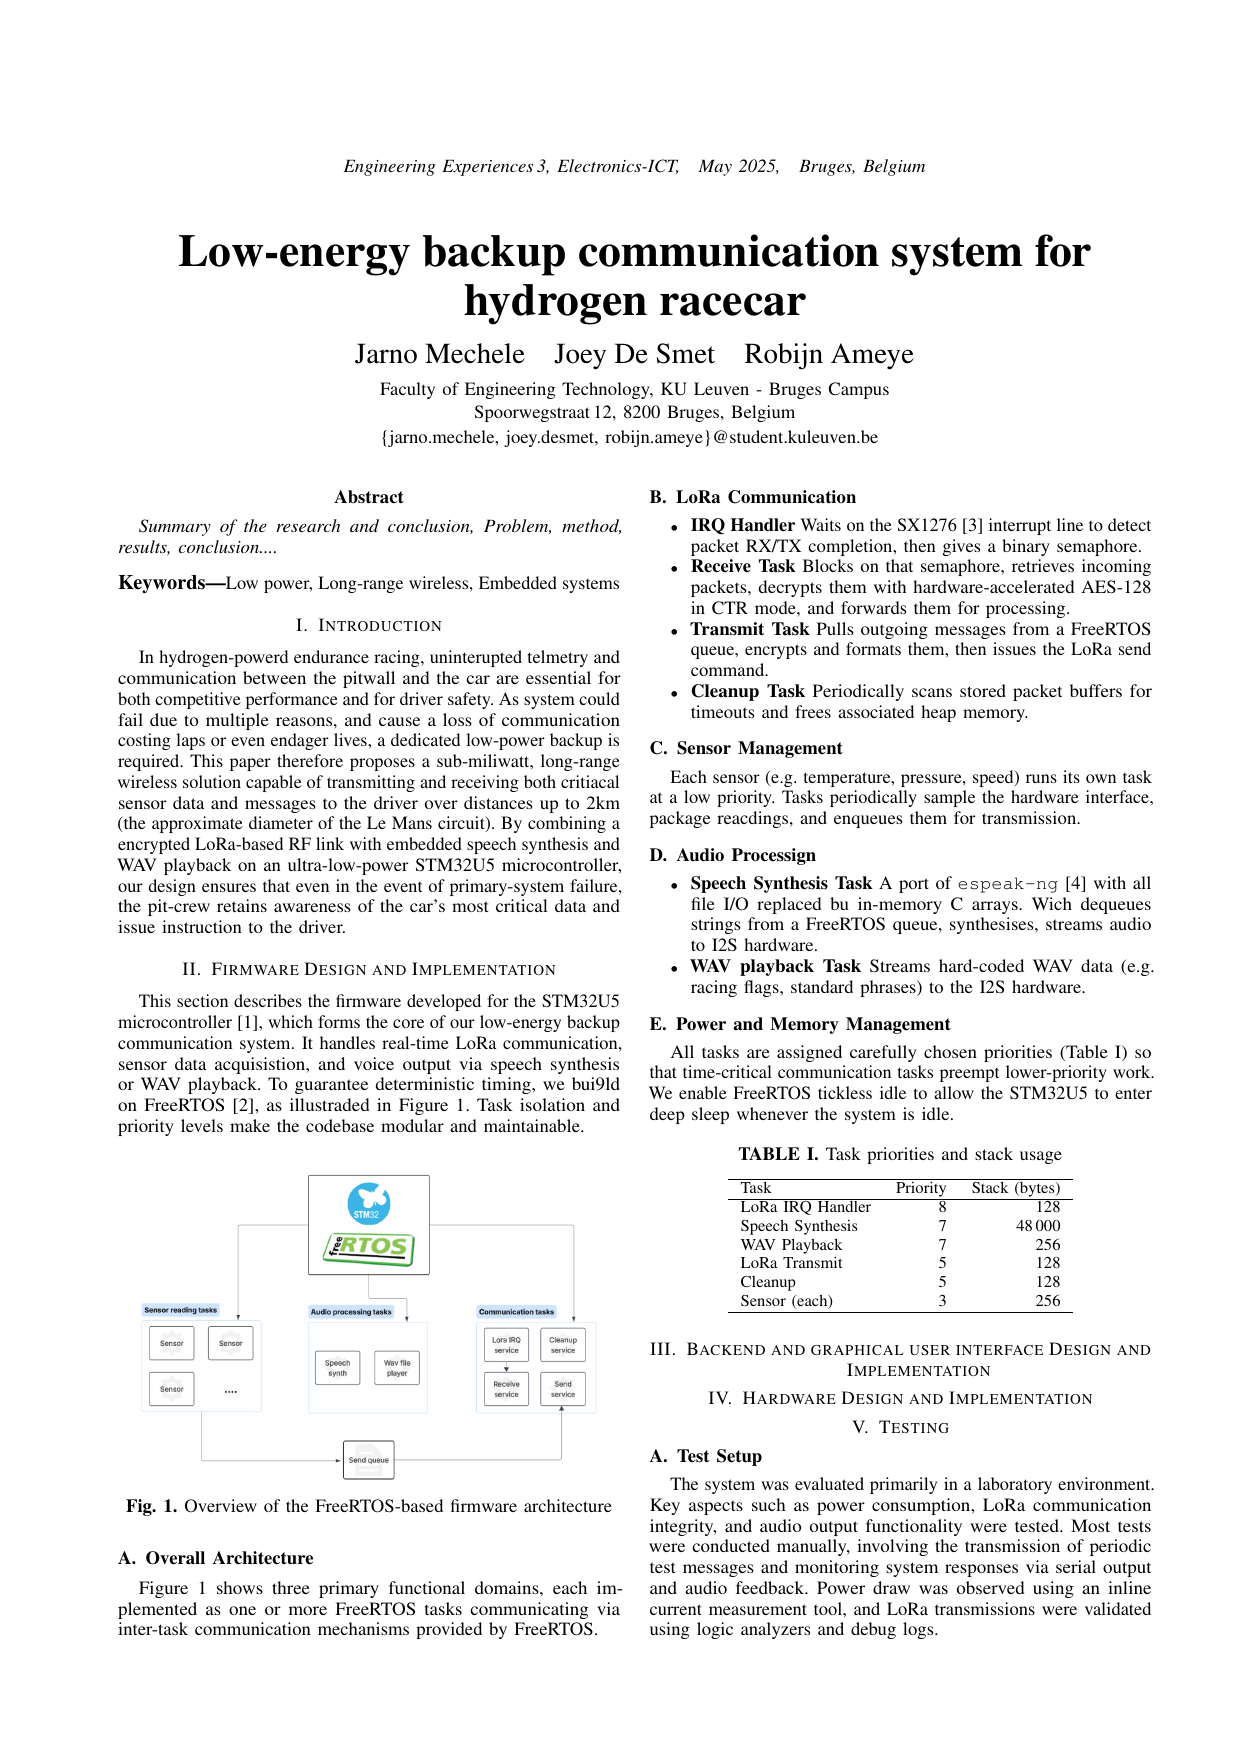 Engineering Experiences 3, Electronics-ICT, May 2025, Bruges, Belgium
Low-energy backup communication system for
hydrogen racecar
Jarno Mechele Joey De Smet Robijn Ameye
Faculty of Engineering Technology, KU Leuven - Bruges Campus
Spoorwegstraat 12, 8200 Bruges, Belgium
{jarno.mechele, joey.desmet, robijn.ameye}@student.kuleuven.be
Abstract
Summary of the research and conclusion, Problem, method,
results, conclusion....
Keywords—Low power, Long-range wireless, Embedded systems
I. INTRODUCTION
In hydrogen-powerd endurance racing, uninterupted telmetry and
communication between the pitwall and the car are essential for
both competitive performance and for driver safety. As system could
fail due to multiple reasons, and cause a loss of communication
costing laps or even endager lives, a dedicated low-power backup is
required. This paper therefore proposes a sub-miliwatt, long-range
wireless solution capable of transmitting and receiving both critiacal
sensor data and messages to the driver over distances up to 2km
(the approximate diameter of the Le Mans circuit). By combining a
encrypted LoRa-based RF link with embedded speech synthesis and
WAV playback on an ultra-low-power STM32U5 microcontroller,
our design ensures that even in the event of primary-system failure,
the pit-crew retains awareness of the car's most critical data and
issue instruction to the driver.
II. FIRMWARE DESIGN AND IMPLEMENTATION
This section describes the firmware developed for the STM32U5
microcontroller [1], which forms the core of our low-energy backup
communication system. It handles real-time LoRa communication,
sensor data acquisistion, and voice output via speech synthesis
or WAV playback. To guarantee deterministic timing, we bui9ld
on FreeRTOS [2], as illustraded in Figure 1. Task isolation and
priority levels make the codebase modular and maintainable.
STM32
free RTOS
Sensor reading tasks
Sensor Sensor
Sensor ....
Audio processing tasks
Speech synth
Wav file player
Communication tasks
Lora IRQ service
Cleanup service
Receive service
Send service
Send queue
Fig. 1. Overview of the FreeRTOS-based firmware architecture
A. Overall Architecture
Figure 1 shows three primary functional domains, each im-
plemented as one or more FreeRTOS tasks communicating via
inter-task communication mechanisms provided by FreeRTOS.
B. LoRa Communication
• IRQ Handler Waits on the SX1276 [3] interrupt line to detect
packet RX/TX completion, then gives a binary semaphore.
• Receive Task Blocks on that semaphore, retrieves incoming
packets, decrypts them with hardware-accelerated AES-128
in CTR mode, and forwards them for processing.
• Transmit Task Pulls outgoing messages from a FreeRTOS
queue, encrypts and formats them, then issues the LoRa send
command.
• Cleanup Task Periodically scans stored packet buffers for
timeouts and frees associated heap memory.
C. Sensor Management
Each sensor (e.g. temperature, pressure, speed) runs its own task
at a low priority. Tasks periodically sample the hardware interface,
package reacdings, and enqueues them for transmission.
D. Audio Processign
• Speech Synthesis Task A port of espeak-ng [4] with all
file I/O replaced bu in-memory C arrays. Wich dequeues
strings from a FreeRTOS queue, synthesises, streams audio
to I2S hardware.
• WAV playback Task Streams hard-coded WAV data (e.g.
racing flags, standard phrases) to the I2S hardware.
E. Power and Memory Management
All tasks are assigned carefully chosen priorities (Table I) so
that time-critical communication tasks preempt lower-priority work.
We enable FreeRTOS tickless idle to allow the STM32U5 to enter
deep sleep whenever the system is idle.
TABLE I. Task priorities and stack usage
Task Priority Stack (bytes)
LoRa IRQ Handler 8 128
Speech Synthesis 7 48 000
WAV Playback 7 256
LoRa Transmit 5 128
Cleanup 5 128
Sensor (each) 3 256
III. BACKEND AND GRAPHICAL USER INTERFACE DESIGN AND
IMPLEMENTATION
IV. HARDWARE DESIGN AND IMPLEMENTATION
V. TESTING
A. Test Setup
The system was evaluated primarily in a laboratory environment.
Key aspects such as power consumption, LoRa communication
integrity, and audio output functionality were tested. Most tests
were conducted manually, involving the transmission of periodic
test messages and monitoring system responses via serial output
and audio feedback. Power draw was observed using an inline
current measurement tool, and LoRa transmissions were validated
using logic analyzers and debug logs.